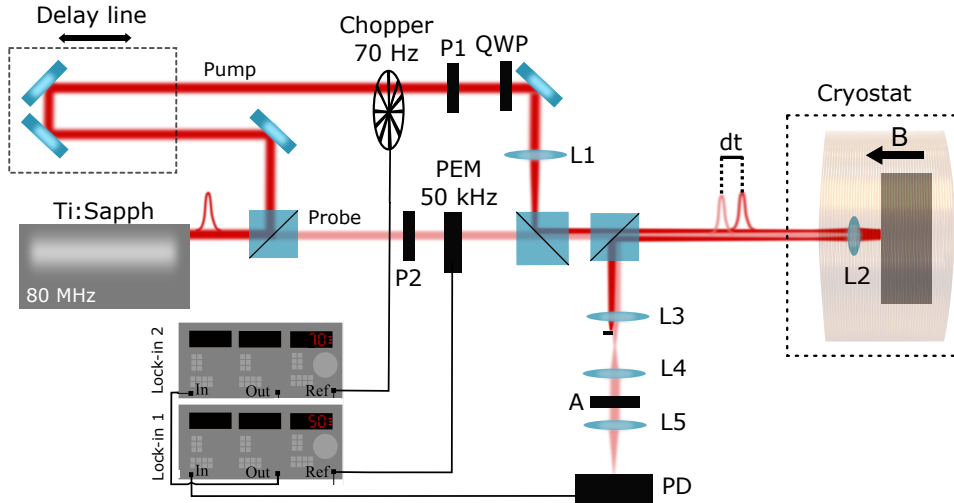 Delay line
Chopper
70 Hz
P1
QWP
Pump
Cryostat
B
dt
L1
PEM
50 kHz
Ti:Sapph
Probe
P2
L2
80 MHz
L3
Lock-in 2
70
In
Out
Ref
L4
A
Lock-in 1
50
L5
In
Out
Ref
PD